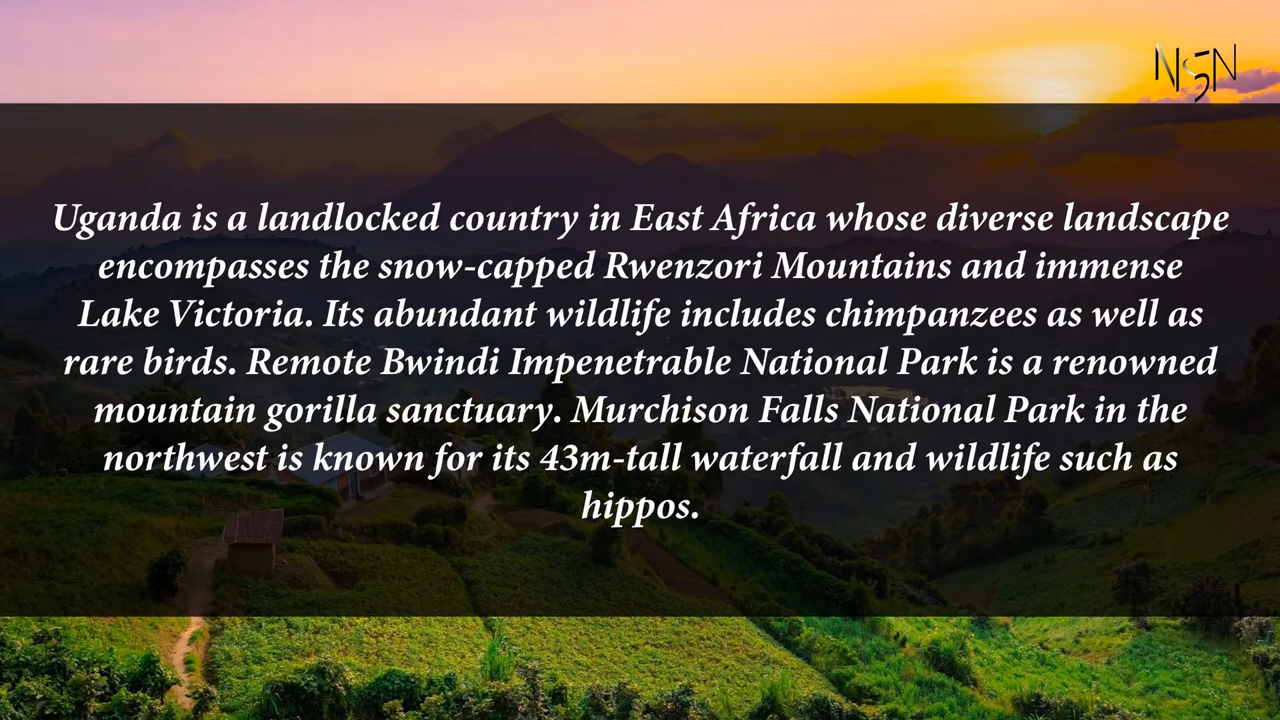 NSN
Uganda is a landlocked country in East Africa whose diverse landscape
encompasses the snow-capped Rwenzori Mountains and immense
Lake Victoria. Its abundant wildlife includes chimpanzees as well as
rare birds. Remote Bwindi Impenetrable National Park is a renowned
mountain gorilla sanctuary. Murchison Falls National Park in the
northwest is known for its 43m-tall waterfall and wildlife such as
hippos.